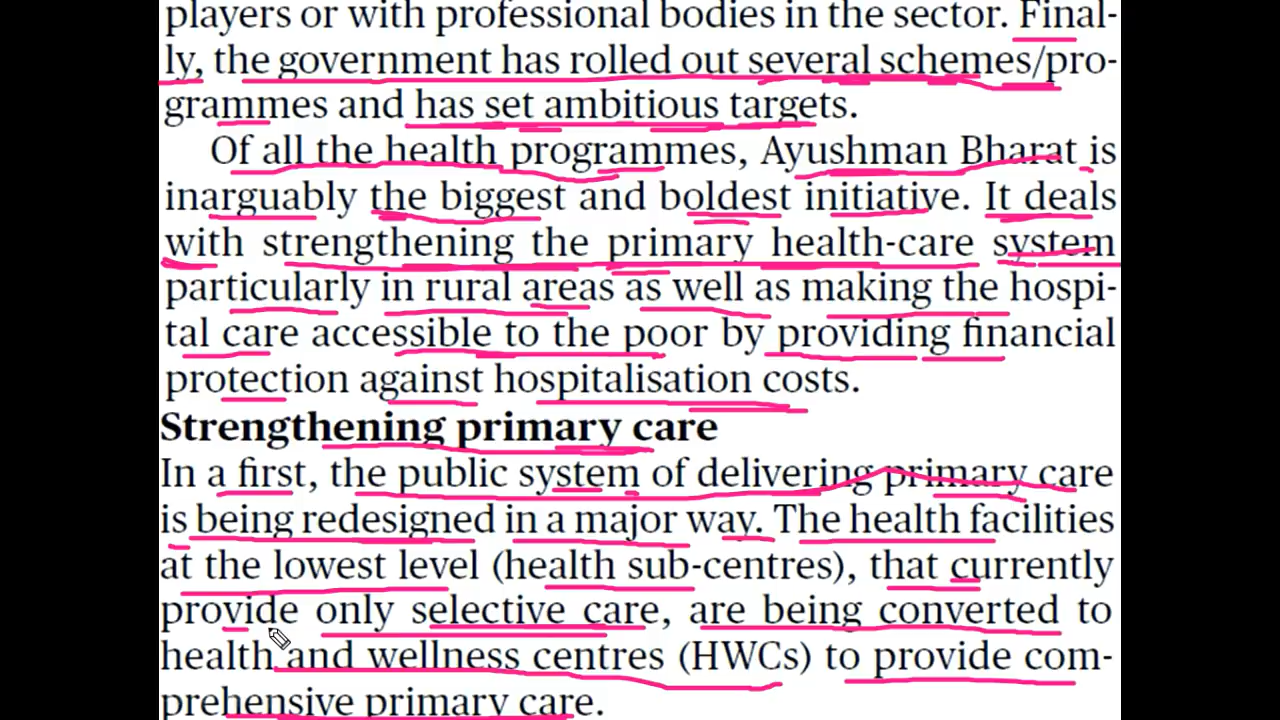 players or with professional bodies in the sector. Final-
ly, the government has rolled out several schemes/pro-
grammes and has set ambitious targets.
Of all the health programmes, Ayushman Bharat is
inarguably the biggest and boldest initiative. It deals
with strengthening the primary health-care system
particularly in rural areas as well as making the hospi-
tal care accessible to the poor by providing financial
protection against hospitalisation costs.
Strengthening primary care
In a first, the public system of delivering primary care
is being redesigned in a major way. The health facilities
at the lowest level (health sub-centres), that currently
provide only selective care, are being converted to
health and wellness centres (HWCs) to provide com-
prehensive primary care.